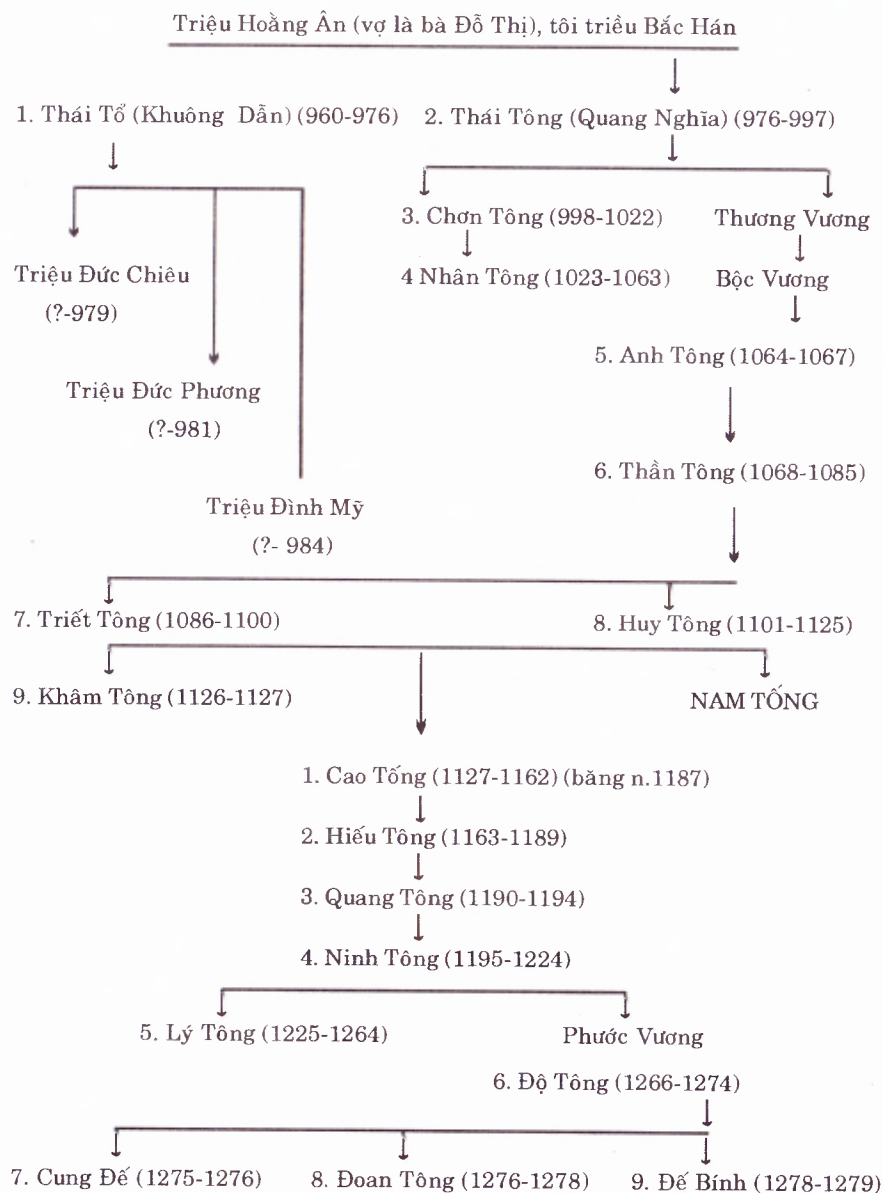 Triệu Hoằng Ân (vợ là bà Đỗ Thị), tôi triều Bắc Hán
1. Thái Tổ (Khuông Dẫn) (960-976) 2. Thái Tông (Quang Nghĩa) (976-997)
3. Chơn Tông (998-1022) Thương Vương
Triệu Đức Chiêu 4 Nhân Tông (1023-1063) Bộc Vương
(?-979)
5. Anh Tông (1064-1067)
Triệu Đức Phương
(?-981)
6. Thần Tông (1068-1085)
Triệu Đình Mỹ
(?- 984)
7. Triết Tông (1086-1100) 8. Huy Tông (1101-1125)
9. Khâm Tông (1126-1127) NAM TỐNG
1. Cao Tống (1127-1162) (băng n.1187)
2. Hiếu Tông (1163-1189)
3. Quang Tông (1190-1194)
4. Ninh Tông (1195-1224)
5. Lý Tông (1225-1264) Phước Vương
6. Độ Tông (1266-1274)
7. Cung Đế (1275-1276) 8. Đoan Tông (1276-1278) 9. Đế Bính (1278-1279)